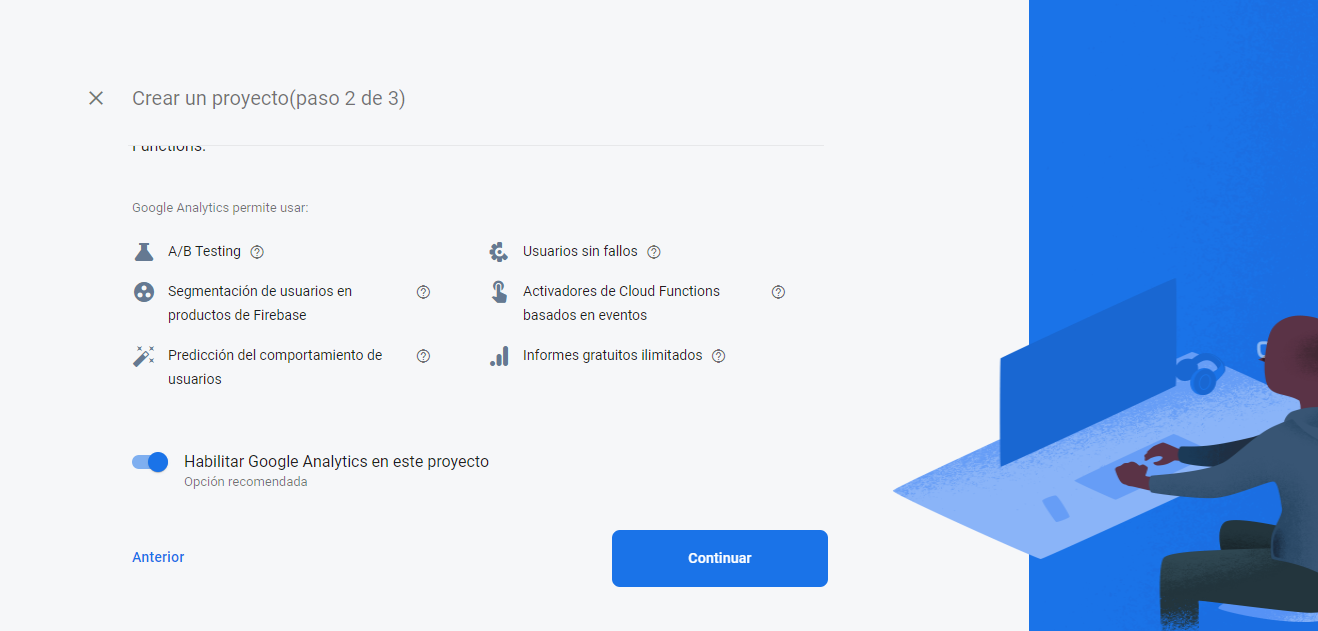 Crear un proyecto(paso 2 de 3)
Functions.
Google Analytics permite usar:
A/B Testing
Usuarios sin fallos
Segmentación de usuarios en
productos de Firebase
Activadores de Cloud Functions
basados en eventos
Predicción del comportamiento de
usuarios
Informes gratuitos ilimitados
Habilitar Google Analytics en este proyecto
Opción recomendada
Anterior
Continuar